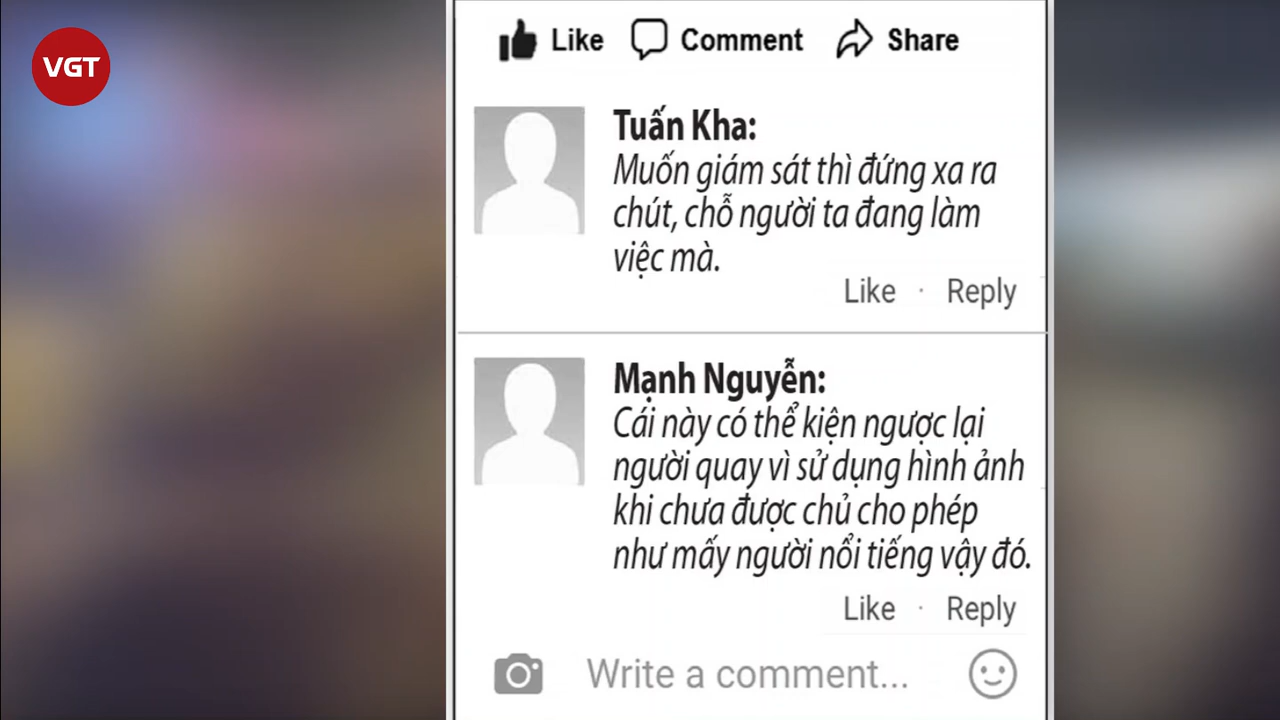 VGT
Like Comment Share
Tuấn Kha:
Muốn giám sát thì đứng xa ra
chút, chỗ người ta đang làm
việc mà.
Like · Reply
Mạnh Nguyễn:
Cái này có thể kiện ngược lại
người quay vì sử dụng hình ảnh
khi chưa được chủ cho phép
như mấy người nổi tiếng vậy đó.
Like · Reply
Write a comment...